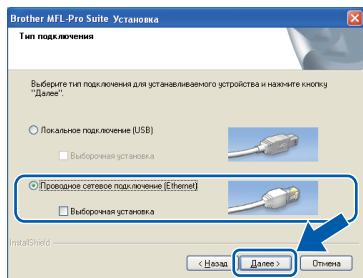 Brother MFL-Pro Suite Установка
Тип подключения
Выберите тип подключения для устанавливаемого устройства и нажмите кнопку
"Далее".
Локальное подключение (USB)
Выборочная установка
Проводное сетевое подключение (Ethernet)
Выборочная установка
InstallShield
< Назад
Далее >
Отмена